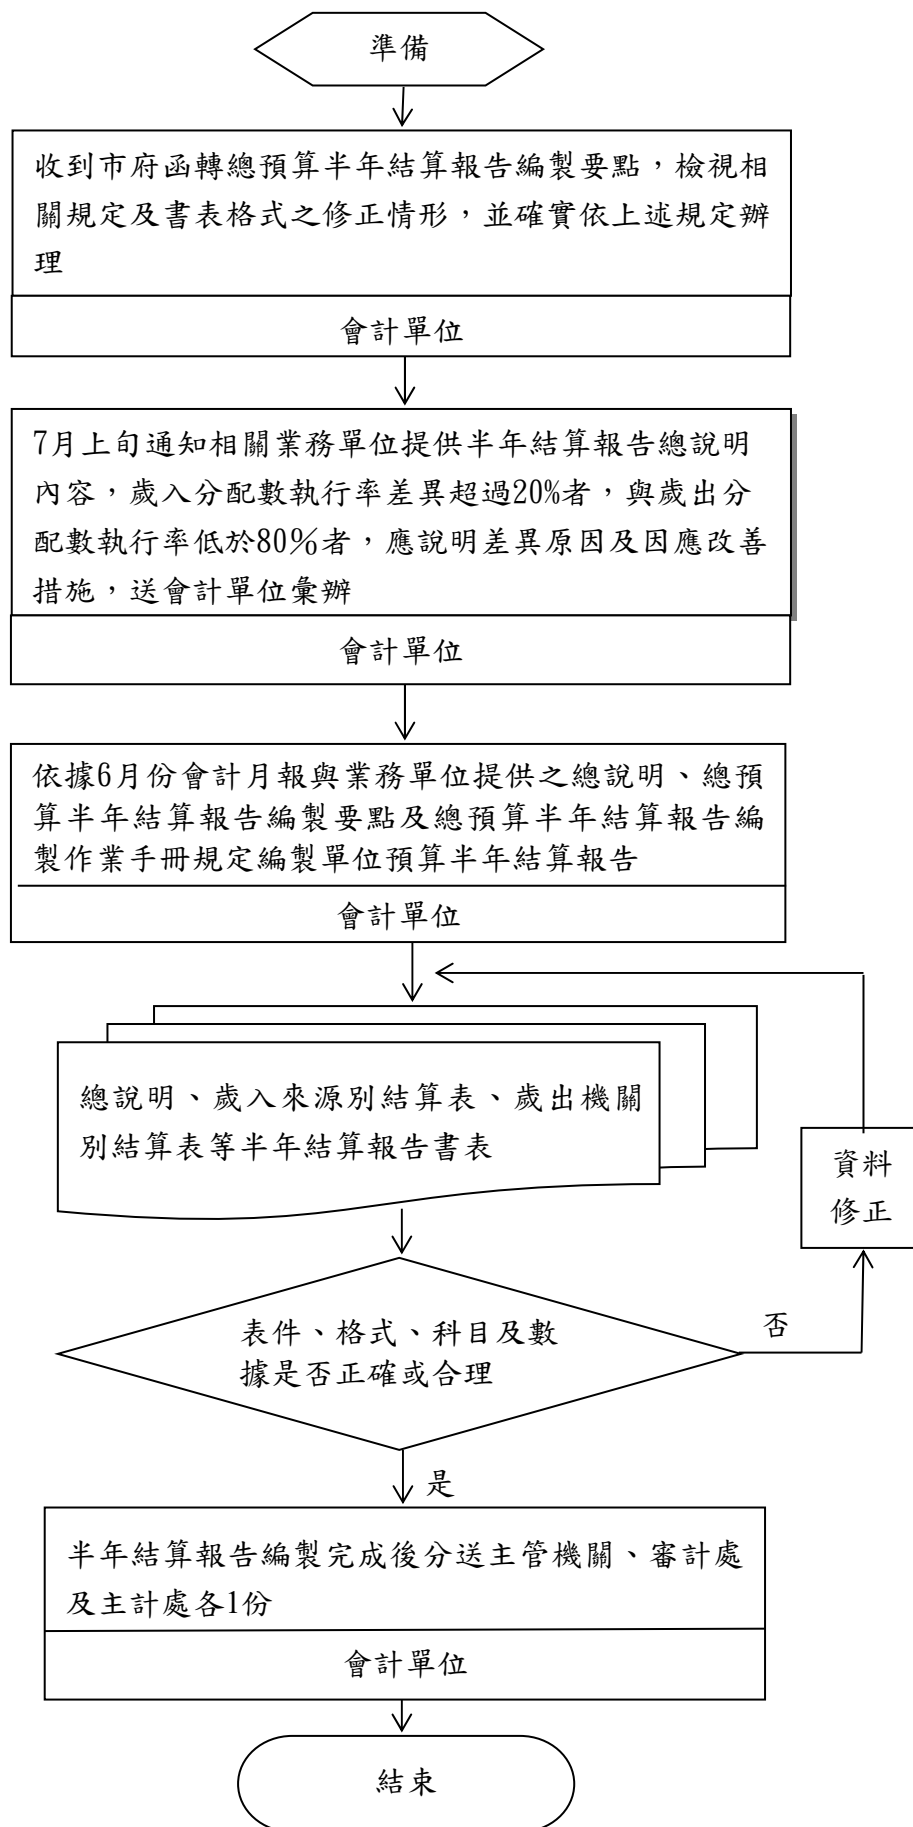 準備
收到市府函轉總預算半年結算報告編製要點，檢視相
關規定及書表格式之修正情形，並確實依上述規定辦
理
會計單位
7月上旬通知相關業務單位提供半年結算報告總說明
內容，歲入分配數執行率差異超過20%者，與歲出分
配數執行率低於80％者，應說明差異原因及因應改善
措施，送會計單位彙辦
會計單位
依據6月份會計月報與業務單位提供之總說明、總預
算半年結算報告編製要點及總預算半年結算報告編
製作業手冊規定編製單位預算半年結算報告
會計單位
總說明、歲入來源別結算表、歲出機關
別結算表等半年結算報告書表
資料
修正
表件、格式、科目及數
據是否正確或合理
否
是
半年結算報告編製完成後分送主管機關、審計處
及主計處各1份
會計單位
結束